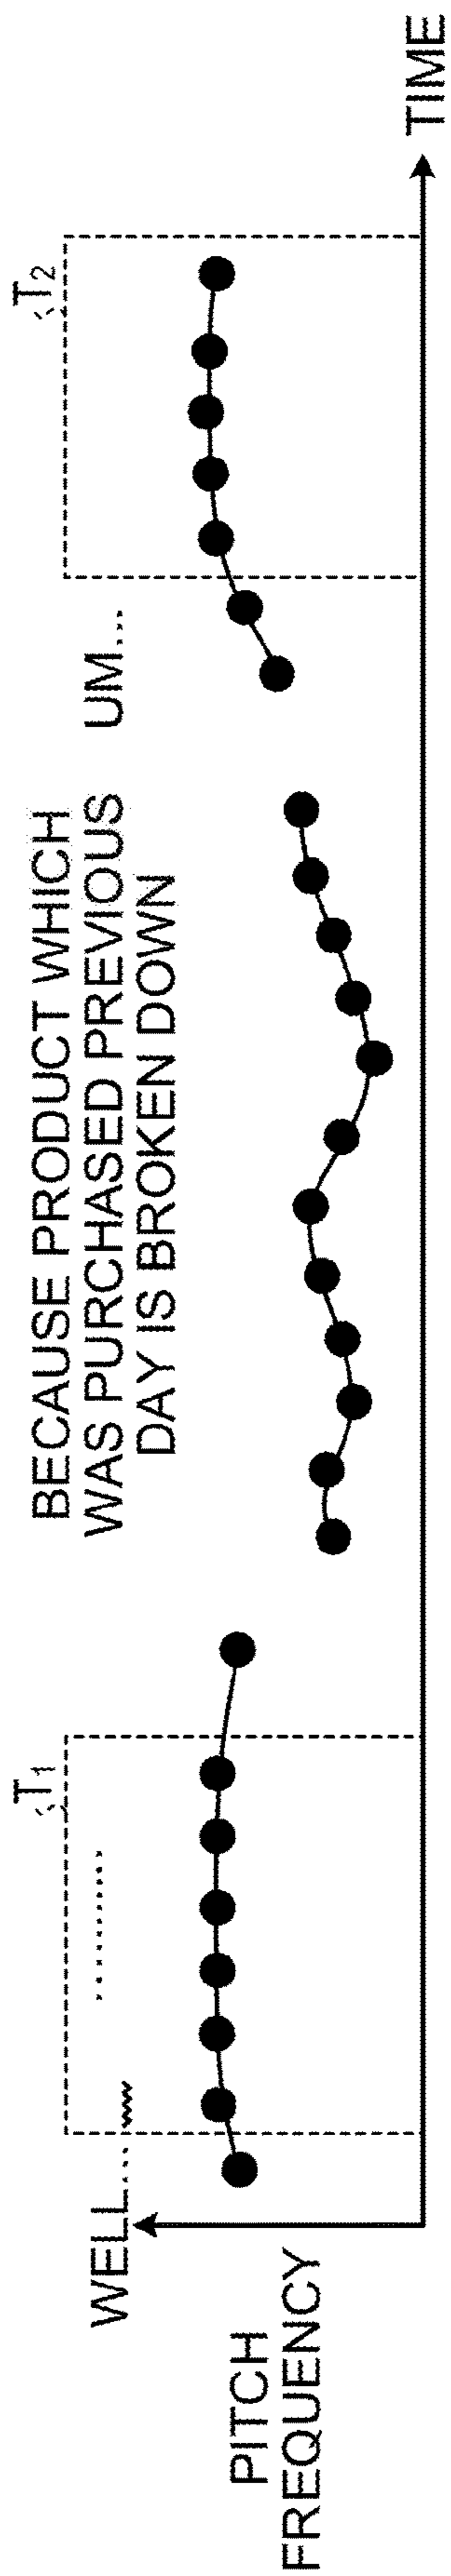 WELL...
T1
BECAUSE PRODUCT WHICH
WAS PURCHASED PREVIOUS
DAY IS BROKEN DOWN
UM...
T2
PITCH
FREQUENCY
TIME